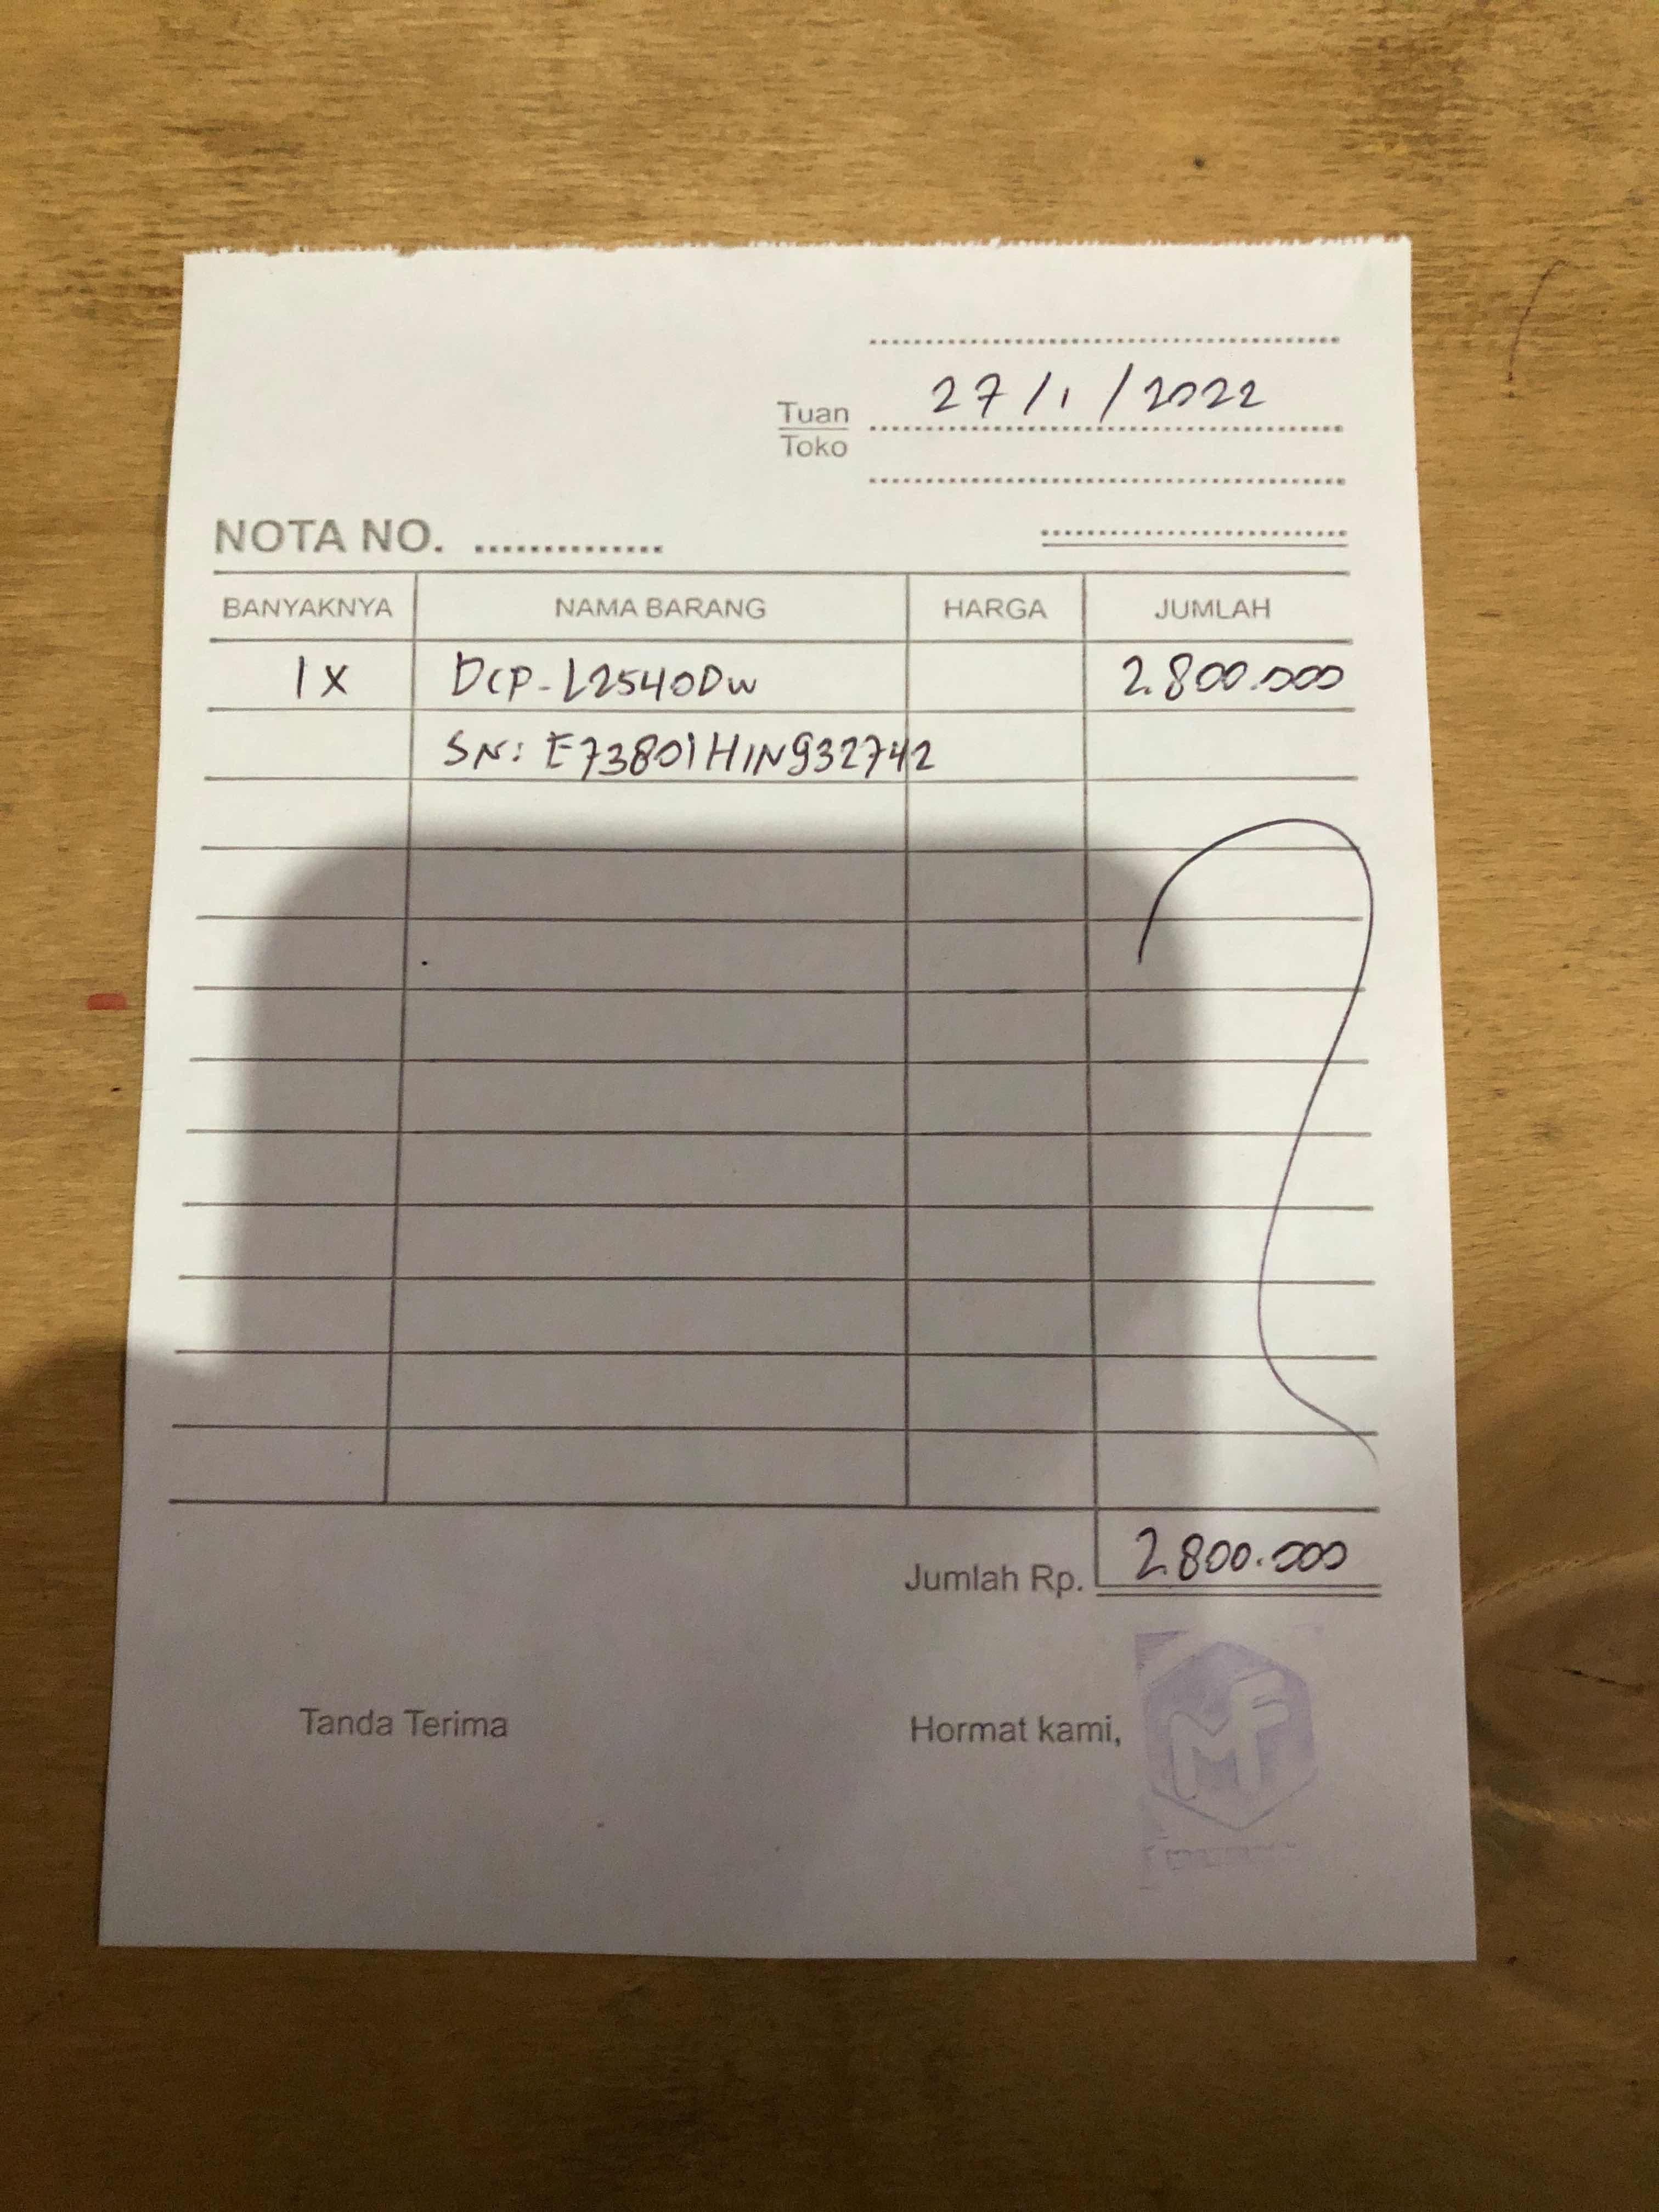 27/1/2022
Tuan
Toko
NOTA NO. ..............
BANYAKNYA NAMA BARANG HARGA JUMLAH
1X DCP-L2540DW 2.800.000
SN: E73801H1N932742
Jumlah Rp. 2.800.000
Tanda Terima Hormat kami,
MF